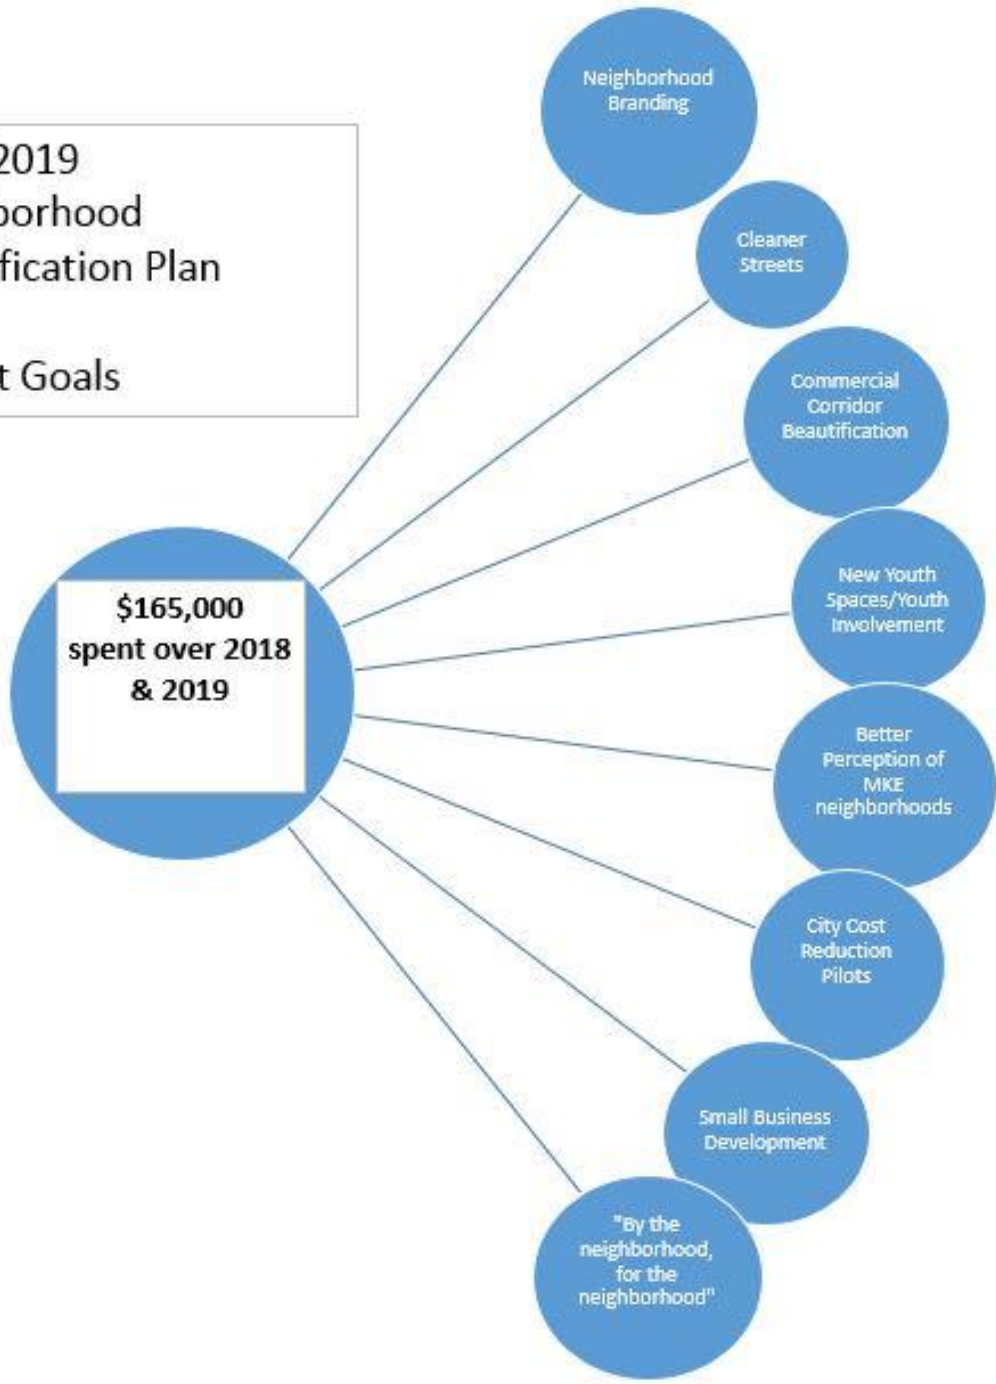 2019
borhood
fication Plan
t Goals
$165,000
spent over 2018
& 2019
Neighborhood
Branding
Cleaner
Streets
Commercial
Corridor
Beautification
New Youth
Spaces/Youth
Involvement
Better
Perception of
MKE
neighborhoods
City Cost
Reduction
Pilots
Small Business
Development
"By the
neighborhood,
for the
neighborhood"